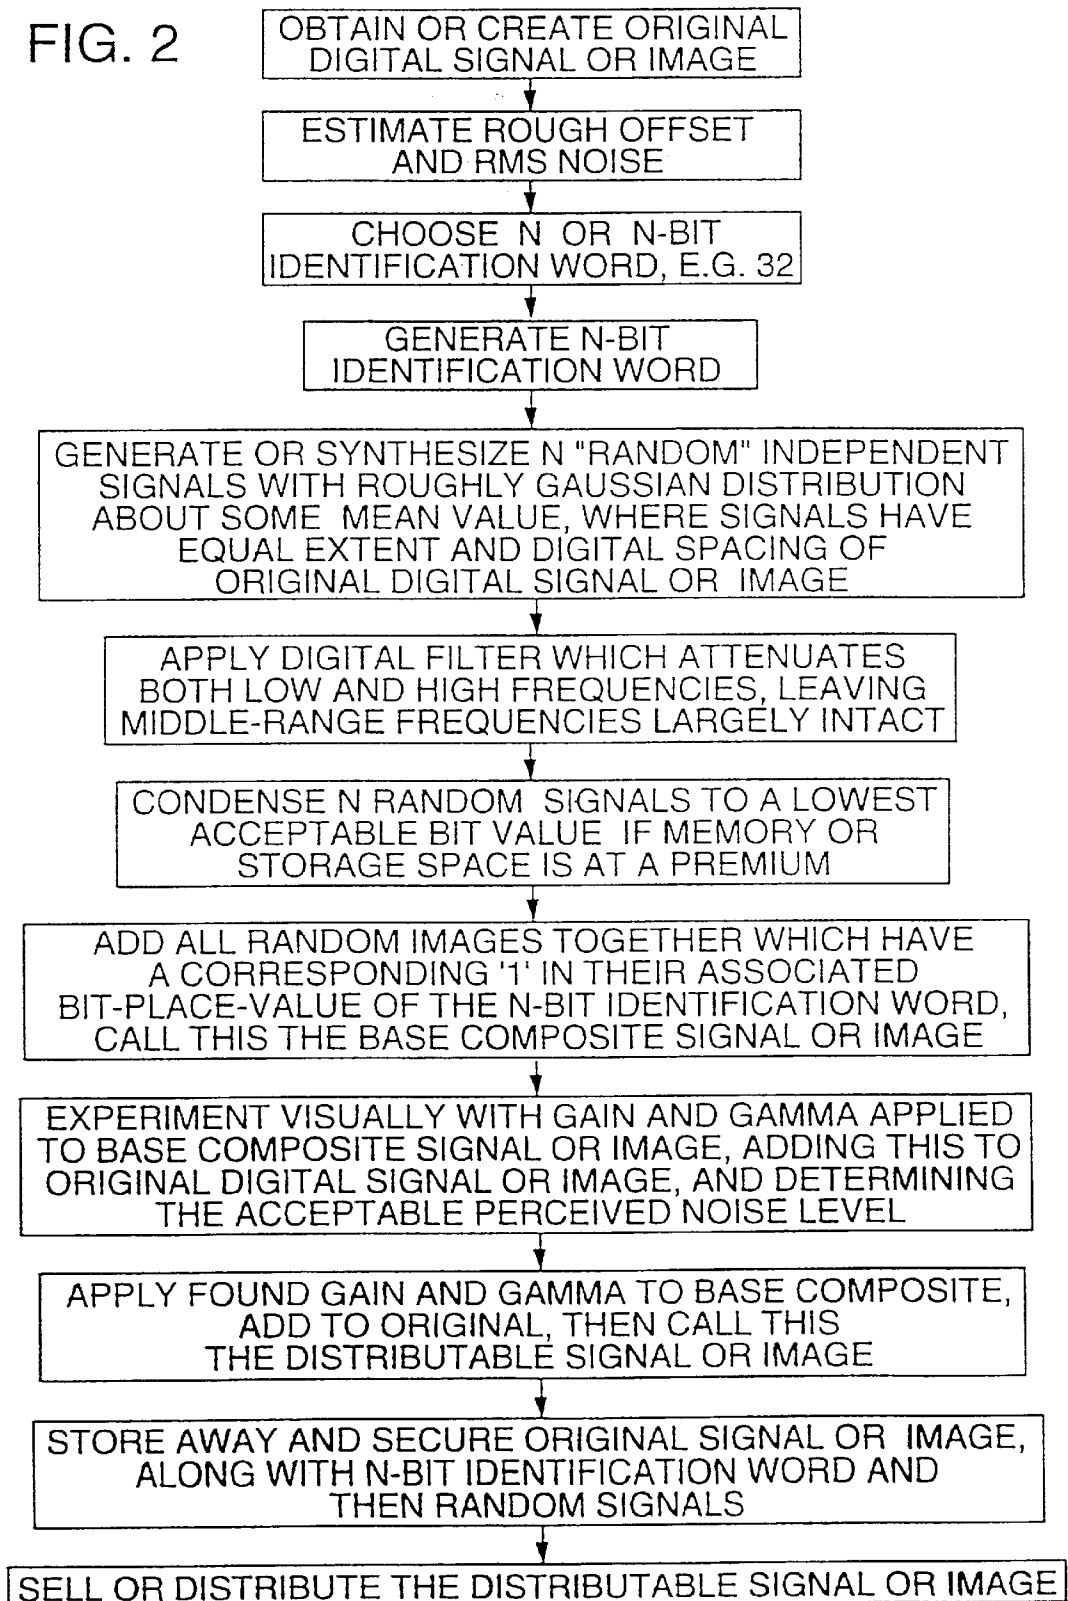 FIG. 2
OBTAIN OR CREATE ORIGINAL
DIGITAL SIGNAL OR IMAGE
ESTIMATE ROUGH OFFSET
AND RMS NOISE
CHOOSE N OR N-BIT
IDENTIFICATION WORD, E.G. 32
GENERATE N-BIT
IDENTIFICATION WORD
GENERATE OR SYNTHESIZE N "RANDOM" INDEPENDENT
SIGNALS WITH ROUGHLY GAUSSIAN DISTRIBUTION
ABOUT SOME MEAN VALUE, WHERE SIGNALS HAVE
EQUAL EXTENT AND DIGITAL SPACING OF
ORIGINAL DIGITAL SIGNAL OR IMAGE
APPLY DIGITAL FILTER WHICH ATTENUATES
BOTH LOW AND HIGH FREQUENCIES, LEAVING
MIDDLE-RANGE FREQUENCIES LARGELY INTACT
CONDENSE N RANDOM SIGNALS TO A LOWEST
ACCEPTABLE BIT VALUE IF MEMORY OR
STORAGE SPACE IS AT A PREMIUM
ADD ALL RANDOM IMAGES TOGETHER WHICH HAVE
A CORRESPONDING '1' IN THEIR ASSOCIATED
BIT-PLACE-VALUE OF THE N-BIT IDENTIFICATION WORD,
CALL THIS THE BASE COMPOSITE SIGNAL OR IMAGE
EXPERIMENT VISUALLY WITH GAIN AND GAMMA APPLIED
TO BASE COMPOSITE SIGNAL OR IMAGE, ADDING THIS TO
ORIGINAL DIGITAL SIGNAL OR IMAGE, AND DETERMINING
THE ACCEPTABLE PERCEIVED NOISE LEVEL
APPLY FOUND GAIN AND GAMMA TO BASE COMPOSITE,
ADD TO ORIGINAL, THEN CALL THIS
THE DISTRIBUTABLE SIGNAL OR IMAGE
STORE AWAY AND SECURE ORIGINAL SIGNAL OR IMAGE,
ALONG WITH N-BIT IDENTIFICATION WORD AND
THEN RANDOM SIGNALS
SELL OR DISTRIBUTE THE DISTRIBUTABLE SIGNAL OR IMAGE